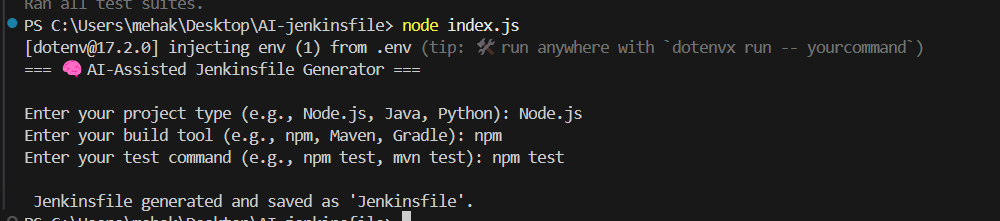 Ran all test suites.
PS C:\Users\mehak\Desktop\AI-jenkinsfile> node index.js
[dotenv@17.2.0] injecting env (1) from .env (tip: 🛠️ run anywhere with `dotenvx run -- yourcommand`)
=== 🧠 AI-Assisted Jenkinsfile Generator ===
Enter your project type (e.g., Node.js, Java, Python): Node.js
Enter your build tool (e.g., npm, Maven, Gradle): npm
Enter your test command (e.g., npm test, mvn test): npm test
Jenkinsfile generated and saved as 'Jenkinsfile'.
PS C:\Users\mehak\Desktop\AI-jenkinsfile>